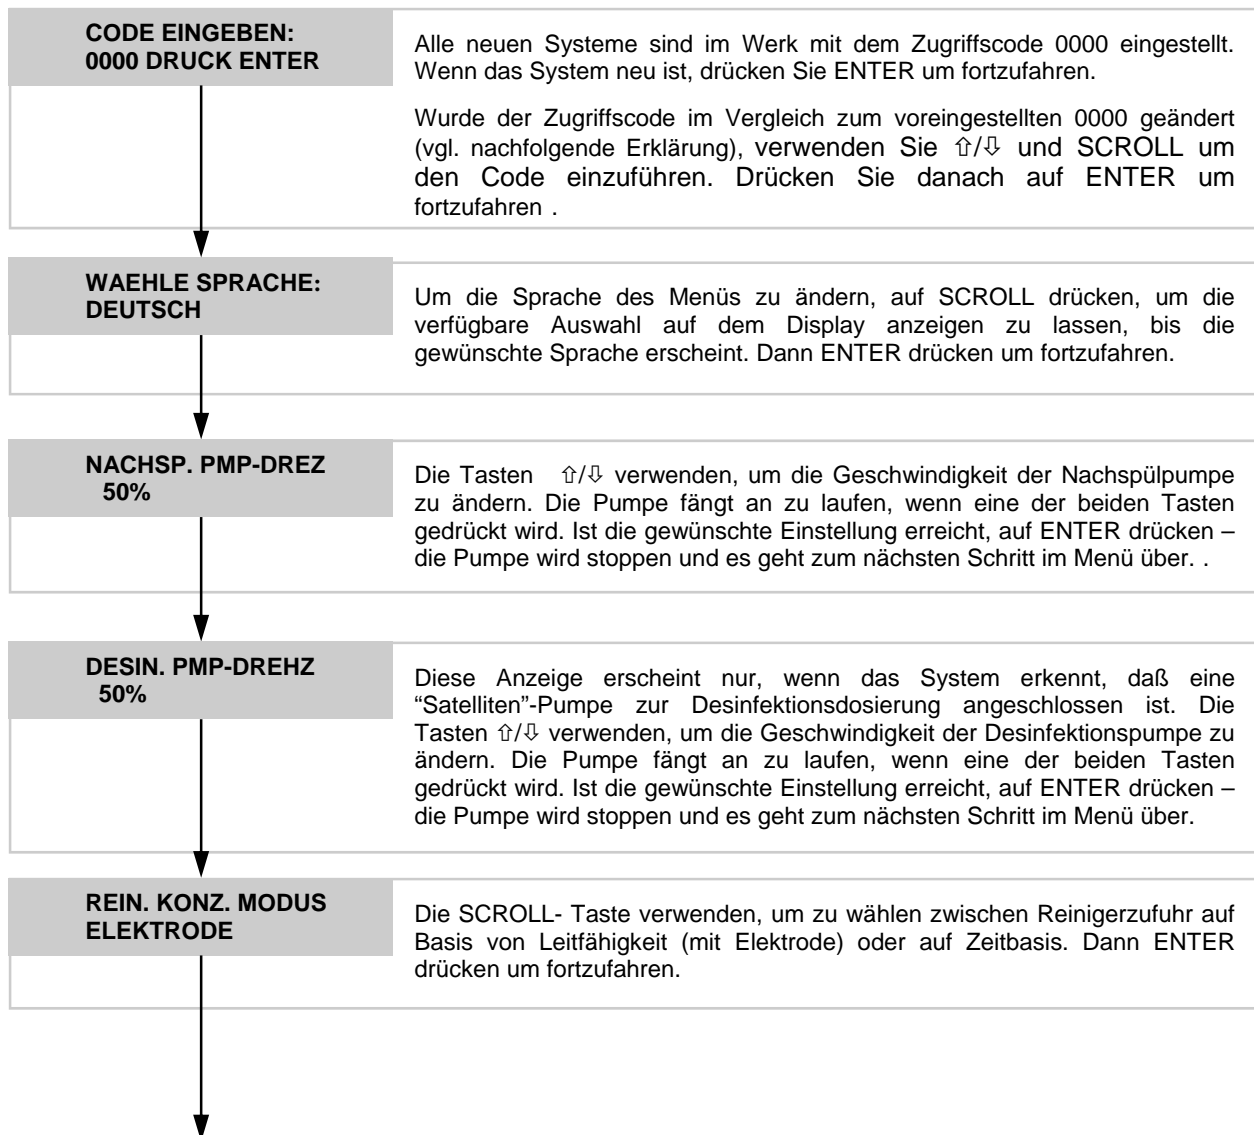 CODE EINGEBEN:
0000 DRUCK ENTER
Alle neuen Systeme sind im Werk mit dem Zugriffscode 0000 eingestellt.
Wenn das System neu ist, drücken Sie ENTER um fortzufahren.
Wurde der Zugriffscode im Vergleich zum voreingestellten 0000 geändert
(vgl. nachfolgende Erklärung), verwenden Sie ⇧/⇩ und SCROLL um
den Code einzuführen. Drücken Sie danach auf ENTER um
fortzufahren .
WAEHLE SPRACHE:
DEUTSCH
Um die Sprache des Menüs zu ändern, auf SCROLL drücken, um die
verfügbare Auswahl auf dem Display anzeigen zu lassen, bis die
gewünschte Sprache erscheint. Dann ENTER drücken um fortzufahren.
NACHSP. PMP-DREZ
50%
Die Tasten ⇧/⇩ verwenden, um die Geschwindigkeit der Nachspülpumpe
zu ändern. Die Pumpe fängt an zu laufen, wenn eine der beiden Tasten
gedrückt wird. Ist die gewünschte Einstellung erreicht, auf ENTER drücken –
die Pumpe wird stoppen und es geht zum nächsten Schritt im Menü über. .
DESIN. PMP-DREHZ
50%
Diese Anzeige erscheint nur, wenn das System erkennt, daß eine
“Satelliten”-Pumpe zur Desinfektionsdosierung angeschlossen ist. Die
Tasten ⇧/⇩ verwenden, um die Geschwindigkeit der Desinfektionspumpe zu
ändern. Die Pumpe fängt an zu laufen, wenn eine der beiden Tasten
gedrückt wird. Ist die gewünschte Einstellung erreicht, auf ENTER drücken –
die Pumpe wird stoppen und es geht zum nächsten Schritt im Menü über.
REIN. KONZ. MODUS
ELEKTRODE
Die SCROLL- Taste verwenden, um zu wählen zwischen Reinigerzufuhr auf
Basis von Leitfähigkeit (mit Elektrode) oder auf Zeitbasis. Dann ENTER
drücken um fortzufahren.